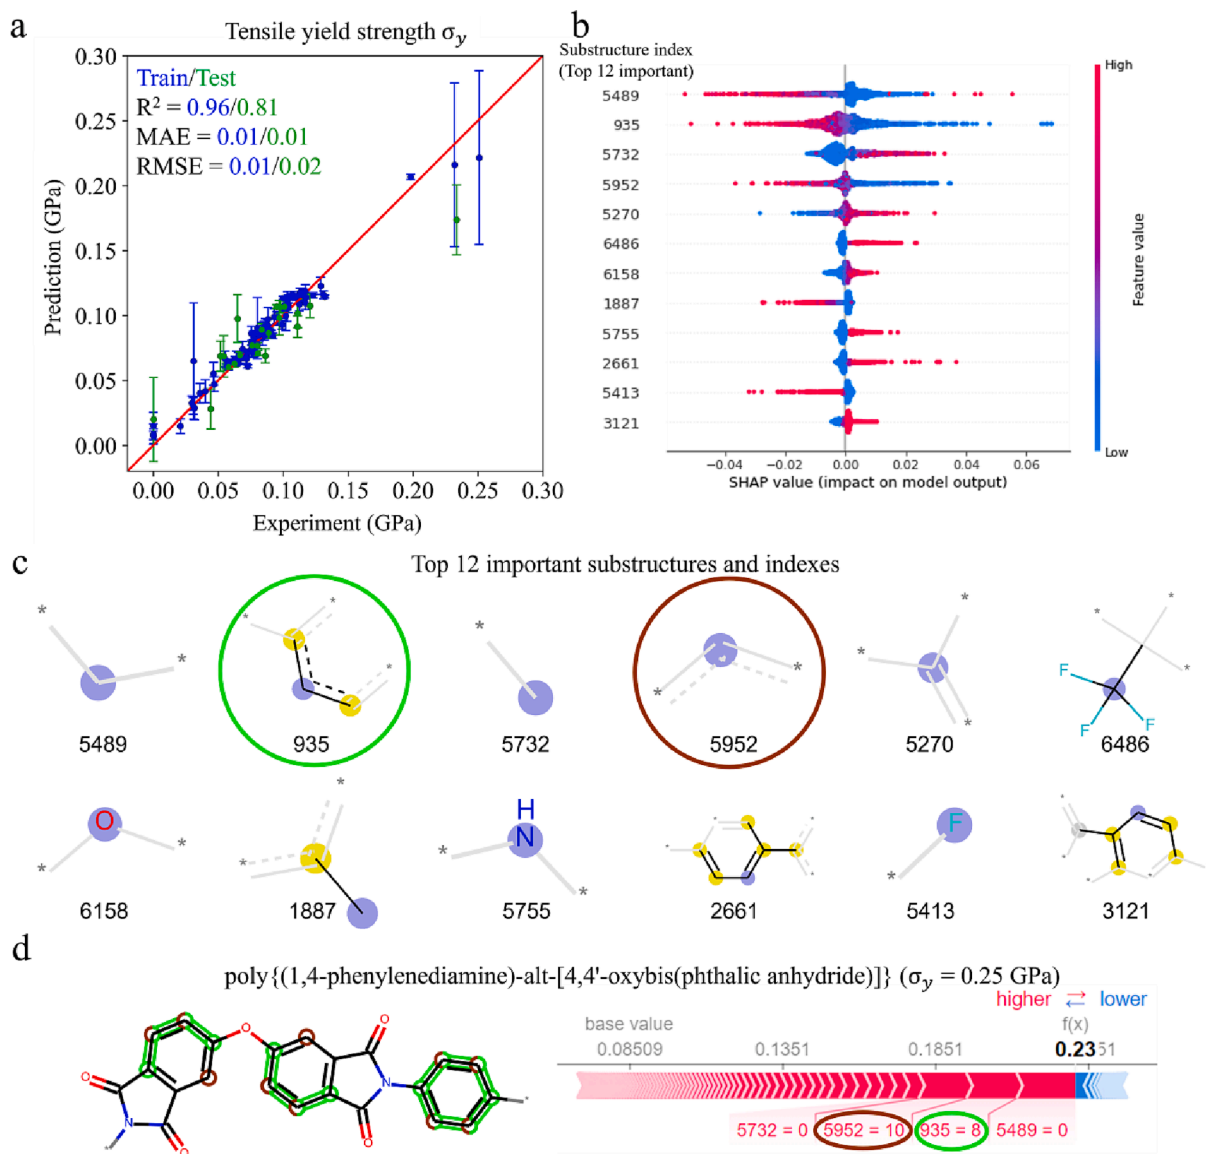 a
Tensile yield strength σy
Train/Test
R² = 0.96/0.81
MAE = 0.01/0.01
RMSE = 0.01/0.02
0.30
0.25
0.20
0.15
0.10
0.05
0.00
Prediction (GPa)
0.00 0.05 0.10 0.15 0.20 0.25 0.30
Experiment (GPa)
b
Substructure index
(Top 12 important)
5489
935
5732
5952
5270
6486
6158
1887
5755
2661
5413
3121
−0.04 −0.02 0.00 0.02 0.04 0.06
SHAP value (impact on model output)
High
Feature value
Low
c
Top 12 important substructures and indexes
* *
* *
*
* *
* * *
* * *
F F F
5489 935 5732 5952 5270 6486
O * *
* *
H
N * *
F *
6158 1887 5755 2661 5413 3121
d
poly{(1,4-phenylenediamine)-alt-[4,4'-oxybis(phthalic anhydride)]} (σy = 0.25 GPa)
O O O N O N O
higher ⇄ lower
base value f(x)
0.08509 0.1351 0.1851 0.2351
5732 = 0 5952 = 10 935 = 8 5489 = 0